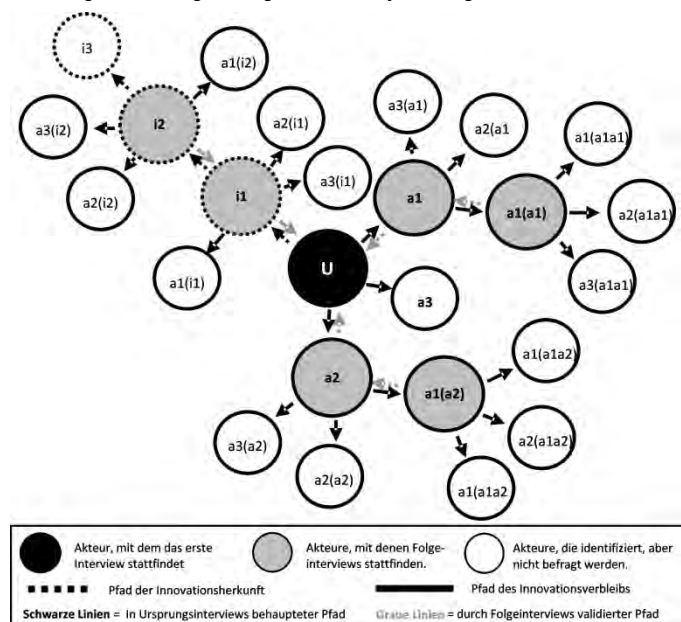 i3
a1(i2)
a3(i2)
i2
a2(i1)
a3(a1)
a2(a1
a1(a1a1)
a2(i2)
i1
a3(i1)
a1
a1(a1)
a2(a1a1)
a1(i1)
U
a3
a3(a1a1)
a2
a1(a2)
a1(a1a2)
a3(a2)
a2(a2)
a2(a1a2)
a1(a1a2
Akteur, mit dem das erste
Interview stattfindet
Akteure, mit denen Folge-
interviews stattfinden.
Akteure, die identifiziert, aber
nicht befragt werden.
Pfad der Innovationsherkunft
Pfad des Innovationsverbleibs
Schwarze Linien = In Ursprungsinterviews behaupteter Pfad
Graue Linien = durch Folgeinterviews validierter Pfad